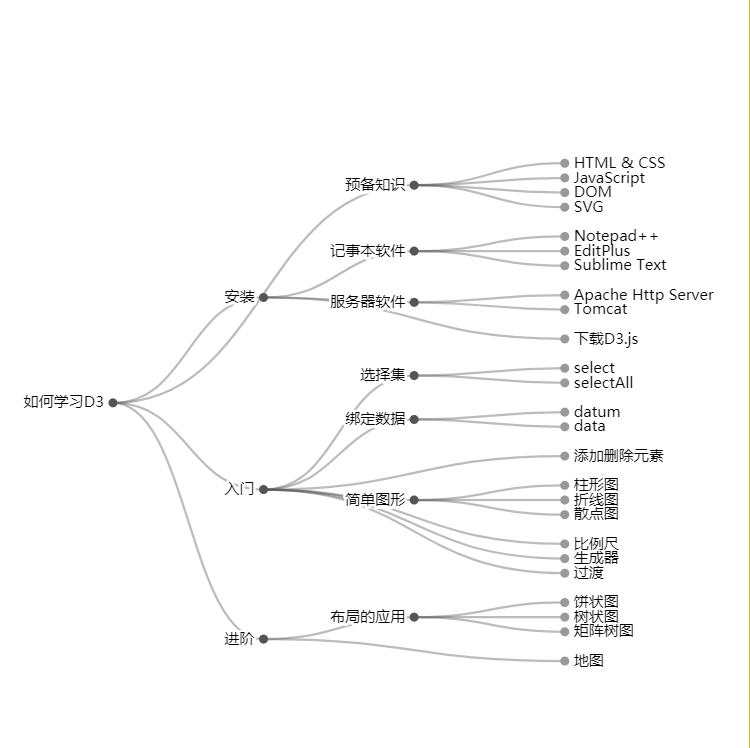 如何学习D3
预备知识
HTML & CSS
JavaScript
DOM
SVG
安装
记事本软件
Notepad++
EditPlus
Sublime Text
服务器软件
Apache Http Server
Tomcat
下载D3.js
入门
选择集
select
selectAll
绑定数据
datum
data
添加删除元素
简单图形
柱形图
折线图
散点图
比例尺
生成器
过渡
进阶
布局的应用
饼状图
树状图
矩阵树图
地图